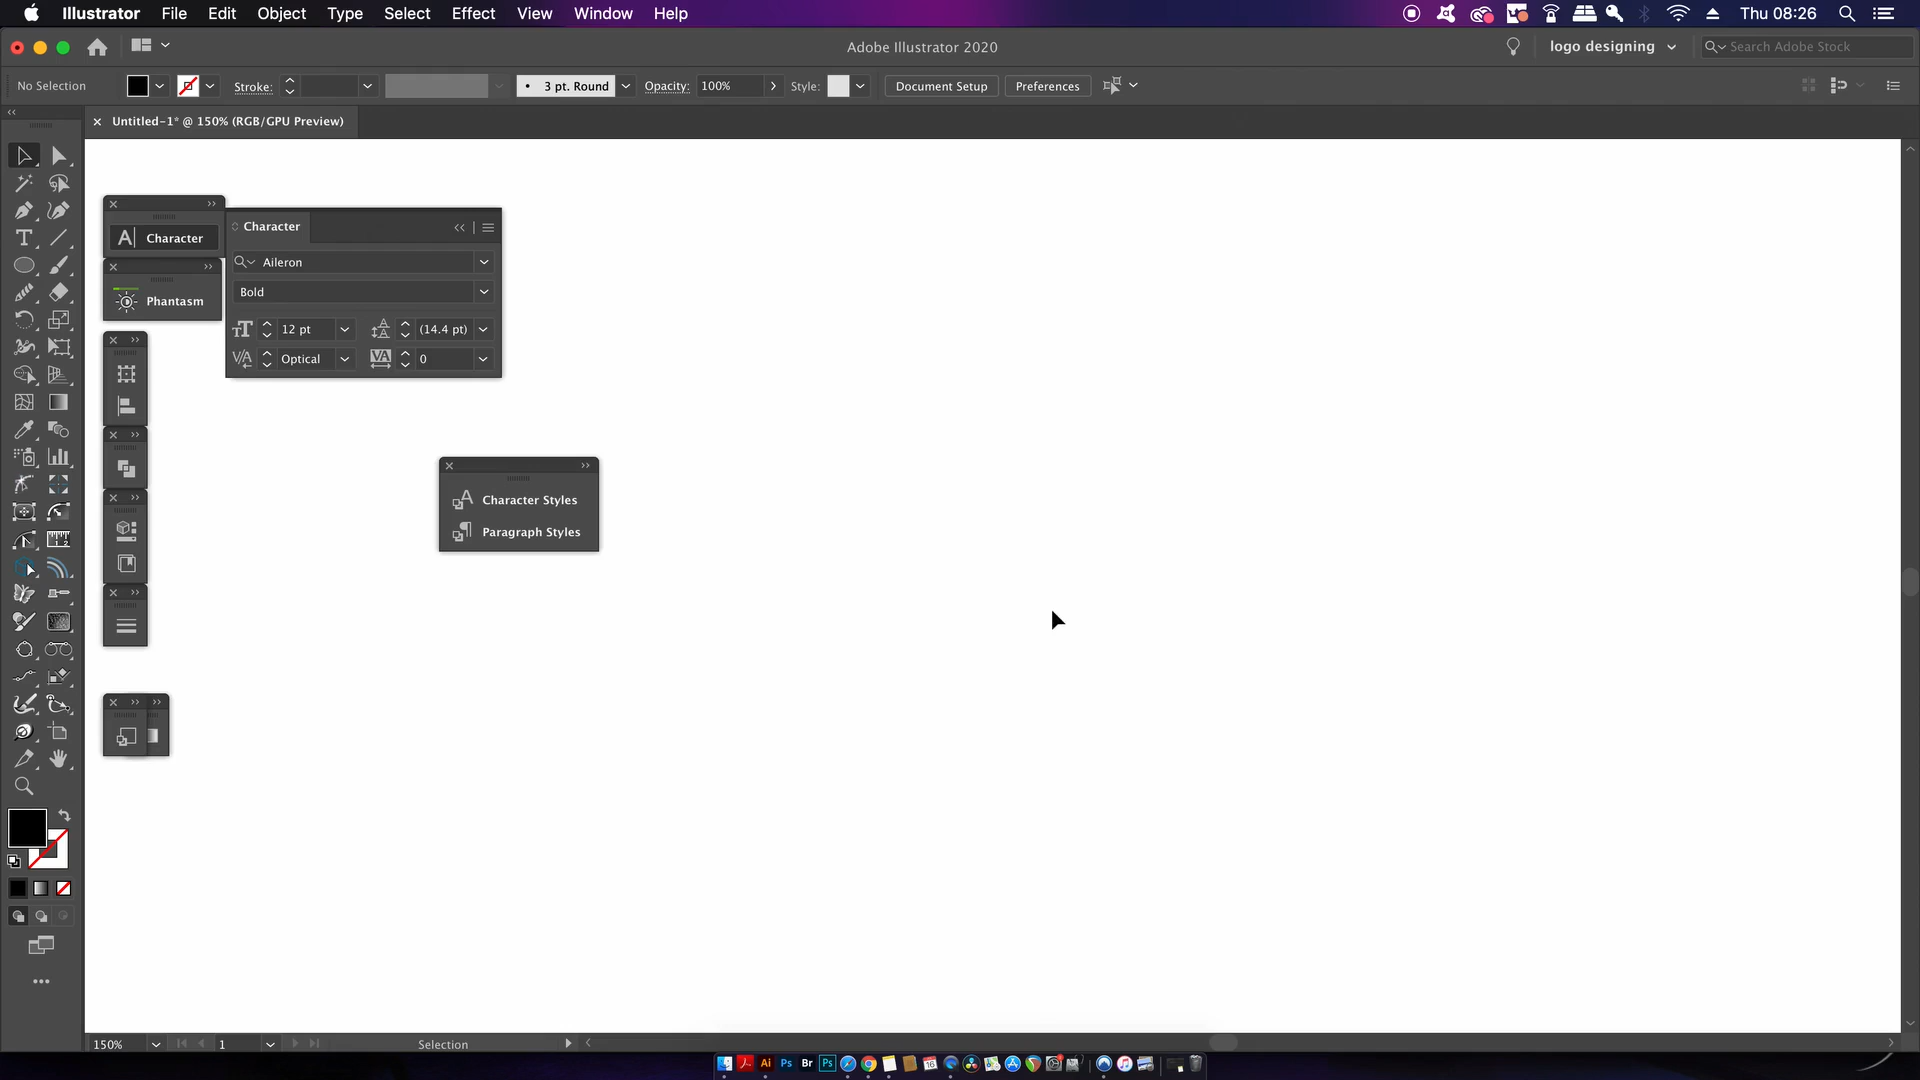 Illustrator File Edit Object Type Select Effect View Window Help Thu 08:26
Adobe Illustrator 2020 logo designing Search Adobe Stock
No Selection Stroke: 3 pt. Round Opacity: 100% Style: Document Setup Preferences
Untitled-1* @ 150% (RGB/GPU Preview)
Character
Phantasm
Character
Aileron
Bold
12 pt (14.4 pt)
Optical 0
Character Styles
Paragraph Styles
150% 1 Selection